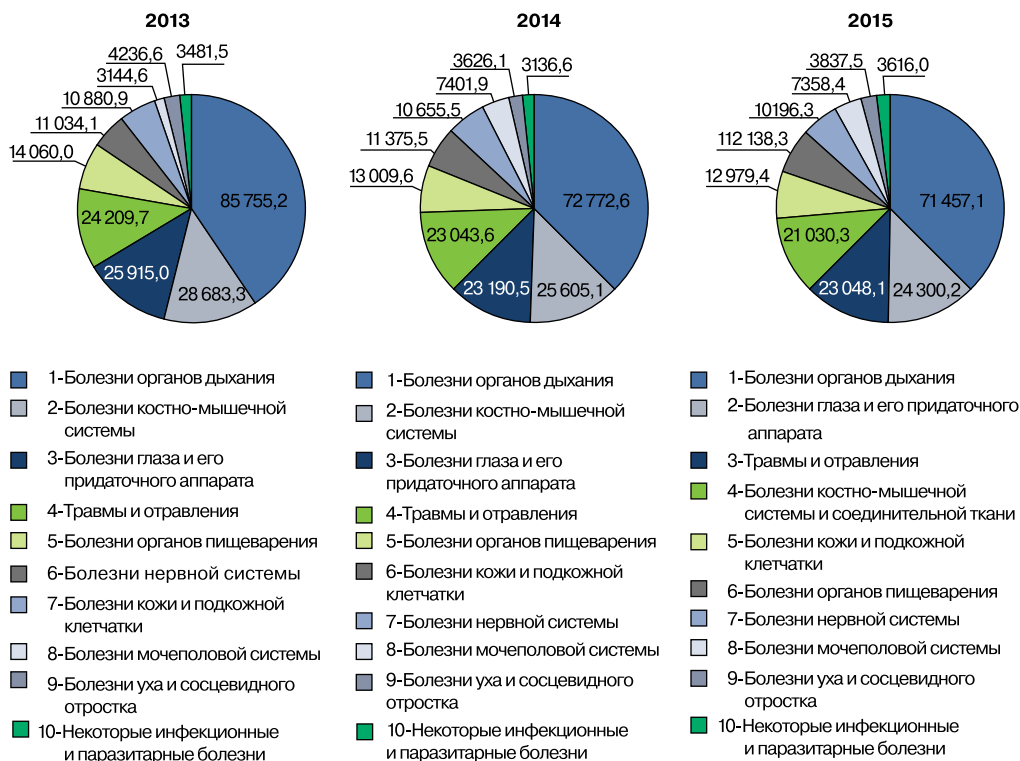 2013
3481,5
4236,6
3144,6
10 880,9
11 034,1
14 060,0
24 209,7
25 915,0
28 683,3
85 755,2
1-Болезни органов дыхания
2-Болезни костно-мышечной
системы
3-Болезни глаза и его
придаточного аппарата
4-Травмы и отравления
5-Болезни органов пищеварения
6-Болезни нервной системы
7-Болезни кожи и подкожной
клетчатки
8-Болезни мочеполовой системы
9-Болезни уха и сосцевидного
отростка
10-Некоторые инфекционные
и паразитарные болезни
2014
3136,6
3626,1
7401,9
10 655,5
11 375,5
13 009,6
23 043,6
23 190,5
25 605,1
72 772,6
1-Болезни органов дыхания
2-Болезни костно-мышечной
системы
3-Болезни глаза и его
придаточного аппарата
4-Травмы и отравления
5-Болезни органов пищеварения
6-Болезни кожи и подкожной
клетчатки
7-Болезни нервной системы
8-Болезни мочеполовой системы
9-Болезни уха и сосцевидного
отростка
10-Некоторые инфекционные
и паразитарные болезни
2015
3616,0
3837,5
7358,4
10196,3
112 138,3
12 979,4
21 030,3
23 048,1
24 300,2
71 457,1
1-Болезни органов дыхания
2-Болезни глаза и его придаточного
аппарата
3-Травмы и отравления
4-Болезни костно-мышечной
системы и соединительной ткани
5-Болезни кожи и подкожной
клетчатки
6-Болезни органов пищеварения
7-Болезни нервной системы
8-Болезни мочеполовой системы
9-Болезни уха и сосцевидного
отростка
10-Некоторые инфекционные
и паразитарные болезни